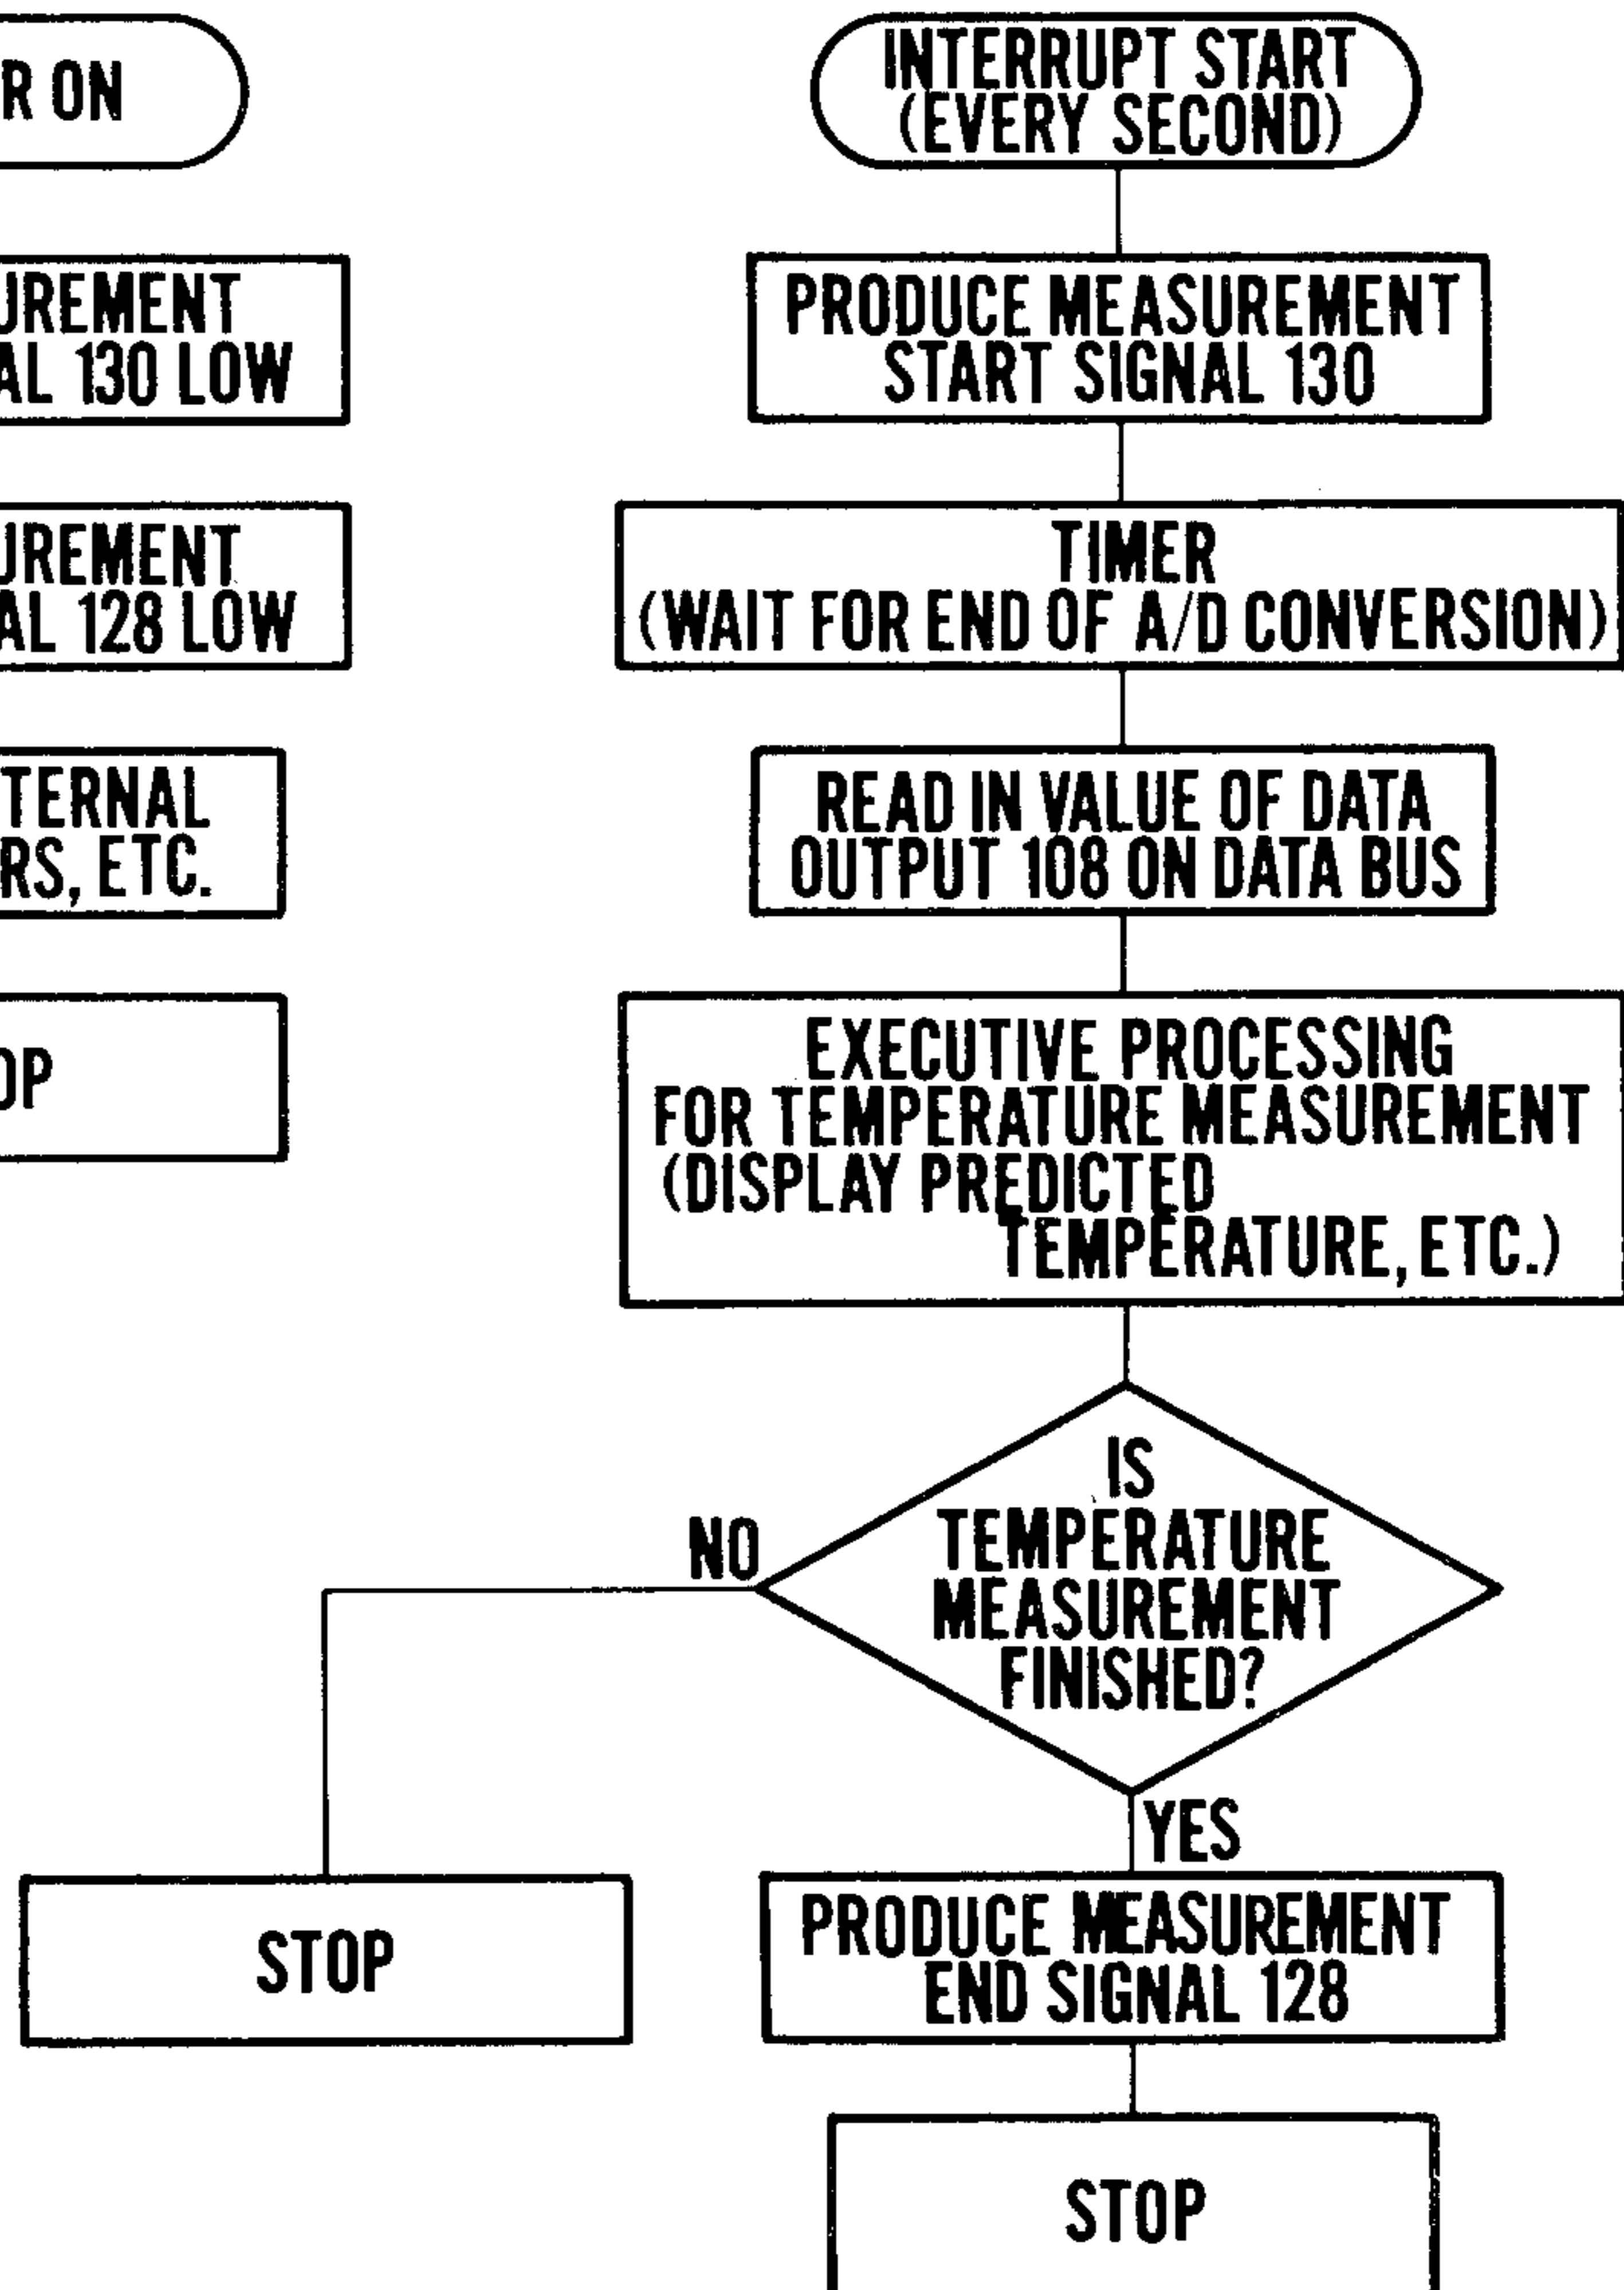 R ON
UREMENT
AL 130 LOW
UREMENT
AL 128 LOW
TERNAL
RS, ETC.
OP
INTERRUPT START
(EVERY SECOND)
PRODUCE MEASUREMENT
START SIGNAL 130
TIMER
(WAIT FOR END OF A/D CONVERSION)
READ IN VALUE OF DATA
OUTPUT 108 ON DATA BUS
EXECUTIVE PROCESSING
FOR TEMPERATURE MEASUREMENT
(DISPLAY PREDICTED
TEMPERATURE, ETC.)
IS
TEMPERATURE
MEASUREMENT
FINISHED?
NO
YES
STOP
PRODUCE MEASUREMENT
END SIGNAL 128
STOP